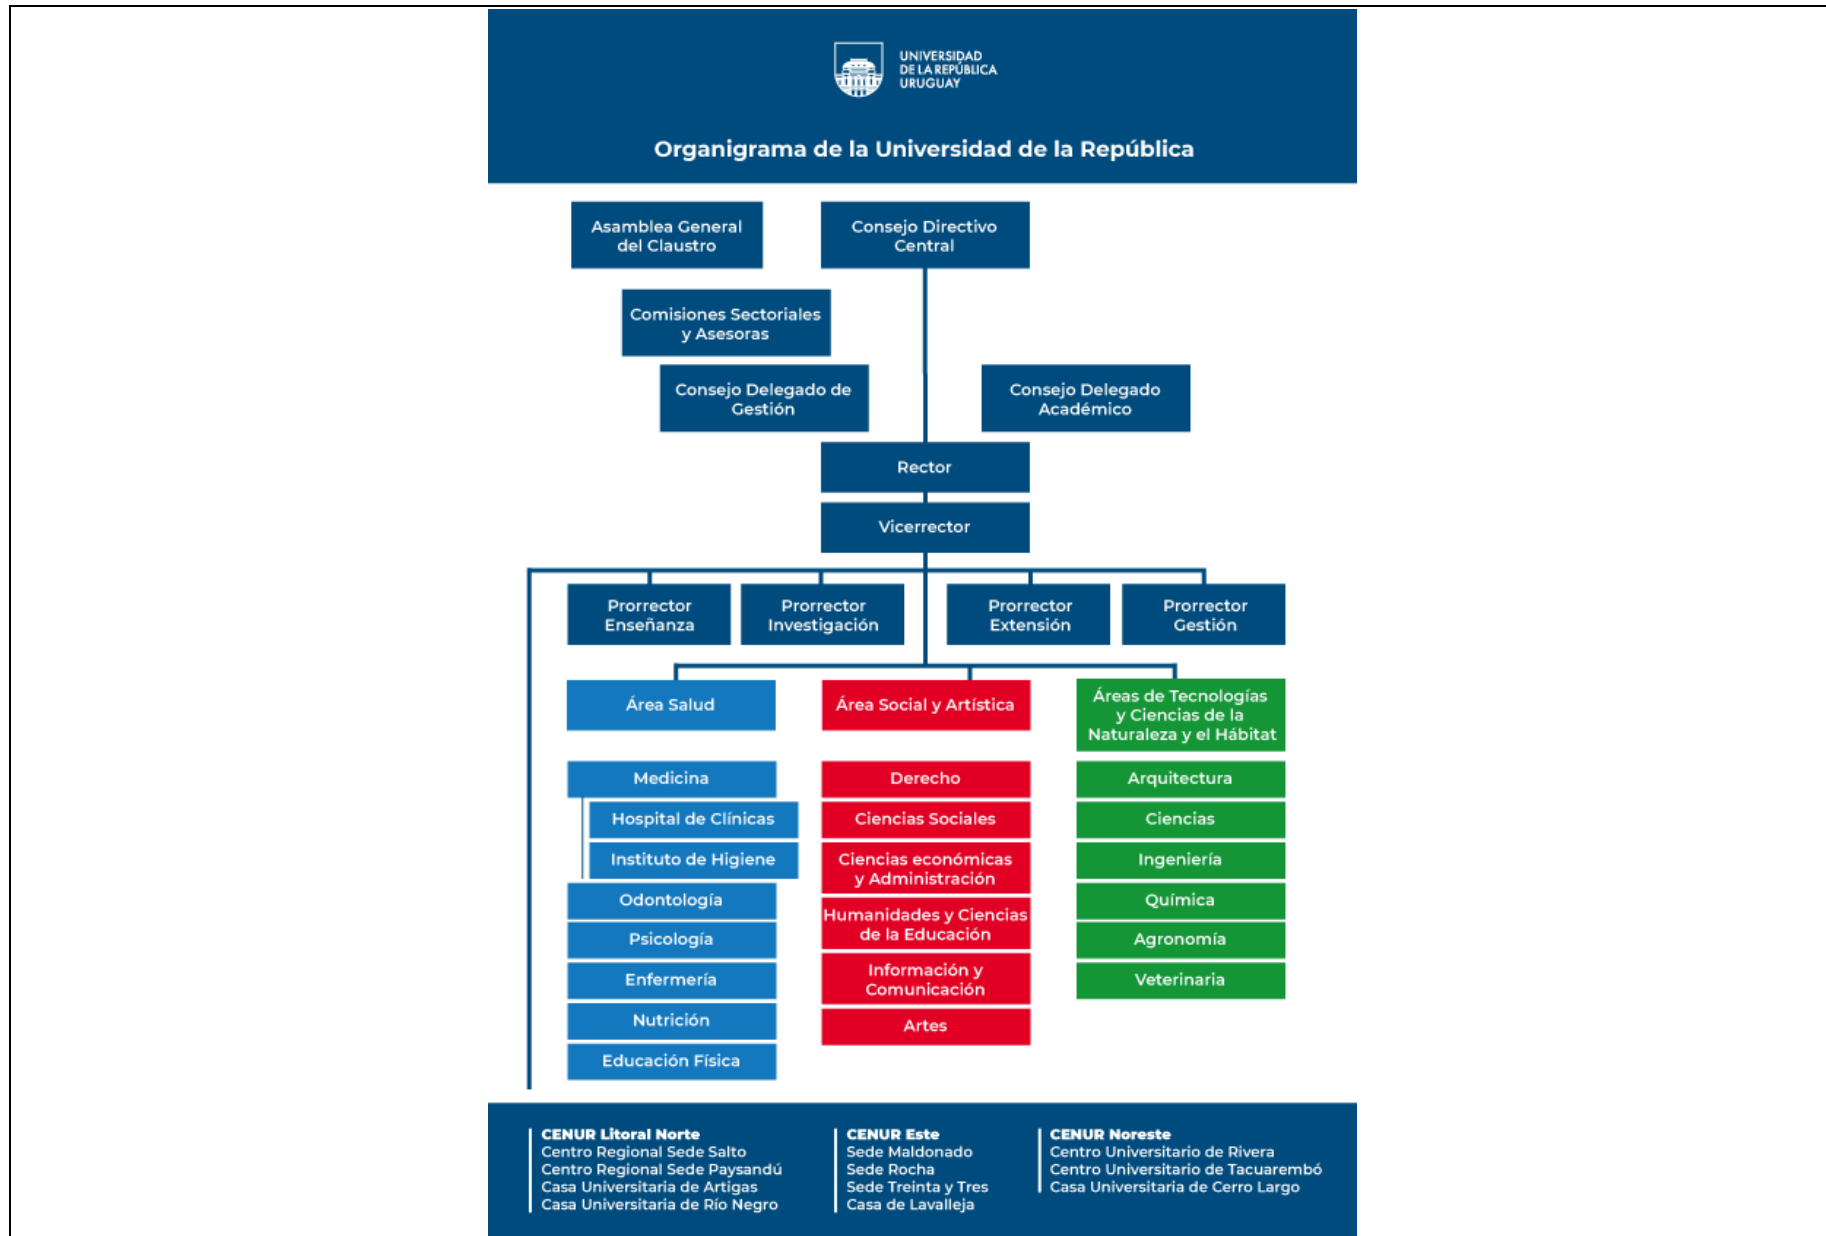 UNIVERSIDAD
DE LA REPÚBLICA
URUGUAY
Organigrama de la Universidad de la República
Asamblea General
del Claustro
Consejo Directivo
Central
Comisiones Sectoriales
y Asesoras
Consejo Delegado de
Gestión
Consejo Delegado
Académico
Rector
Vicerrector
Prorrector
Enseñanza
Prorrector
Investigación
Prorrector
Extensión
Prorrector
Gestión
Área Salud
Medicina
Hospital de Clínicas
Instituto de Higiene
Odontología
Psicología
Enfermería
Nutrición
Educación Física
Área Social y Artística
Derecho
Ciencias Sociales
Ciencias económicas
y Administración
Humanidades y Ciencias
de la Educación
Información y
Comunicación
Artes
Áreas de Tecnologías
y Ciencias de la
Naturaleza y el Hábitat
Arquitectura
Ciencias
Ingeniería
Química
Agronomía
Veterinaria
CENUR Litoral Norte
Centro Regional Sede Salto
Centro Regional Sede Paysandú
Casa Universitaria de Artigas
Casa Universitaria de Río Negro
CENUR Este
Sede Maldonado
Sede Rocha
Sede Treinta y Tres
Casa de Lavalleja
CENUR Noreste
Centro Universitario de Rivera
Centro Universitario de Tacuarembó
Casa Universitaria de Cerro Largo